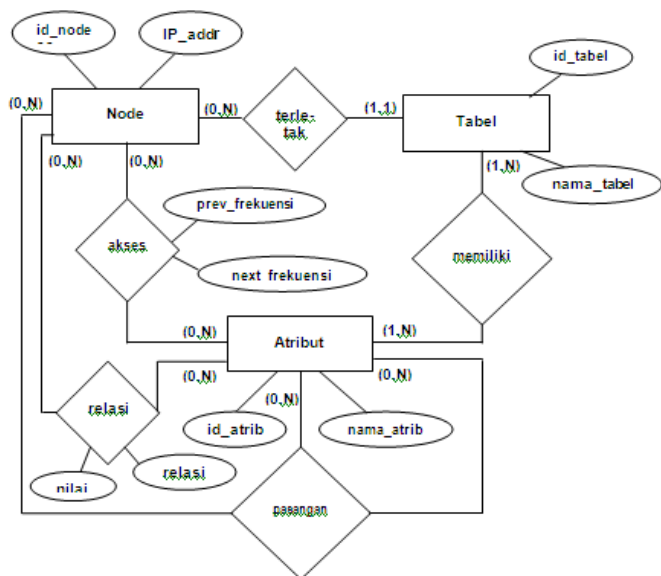 id_node
IP_addr
id_tabel
(0,N)
Node
(0,N)
terle-
tak
(1,1)
Tabel
(0,N)
(0,N)
(1,N)
nama_tabel
prev_frekuensi
akses
memiliki
next frekuensi
(0,N)
Atribut
(1,N)
(0,N)
(0,N)
(0,N)
relasi
id_atrib
nama_atrib
relasi
nilai
pasangan